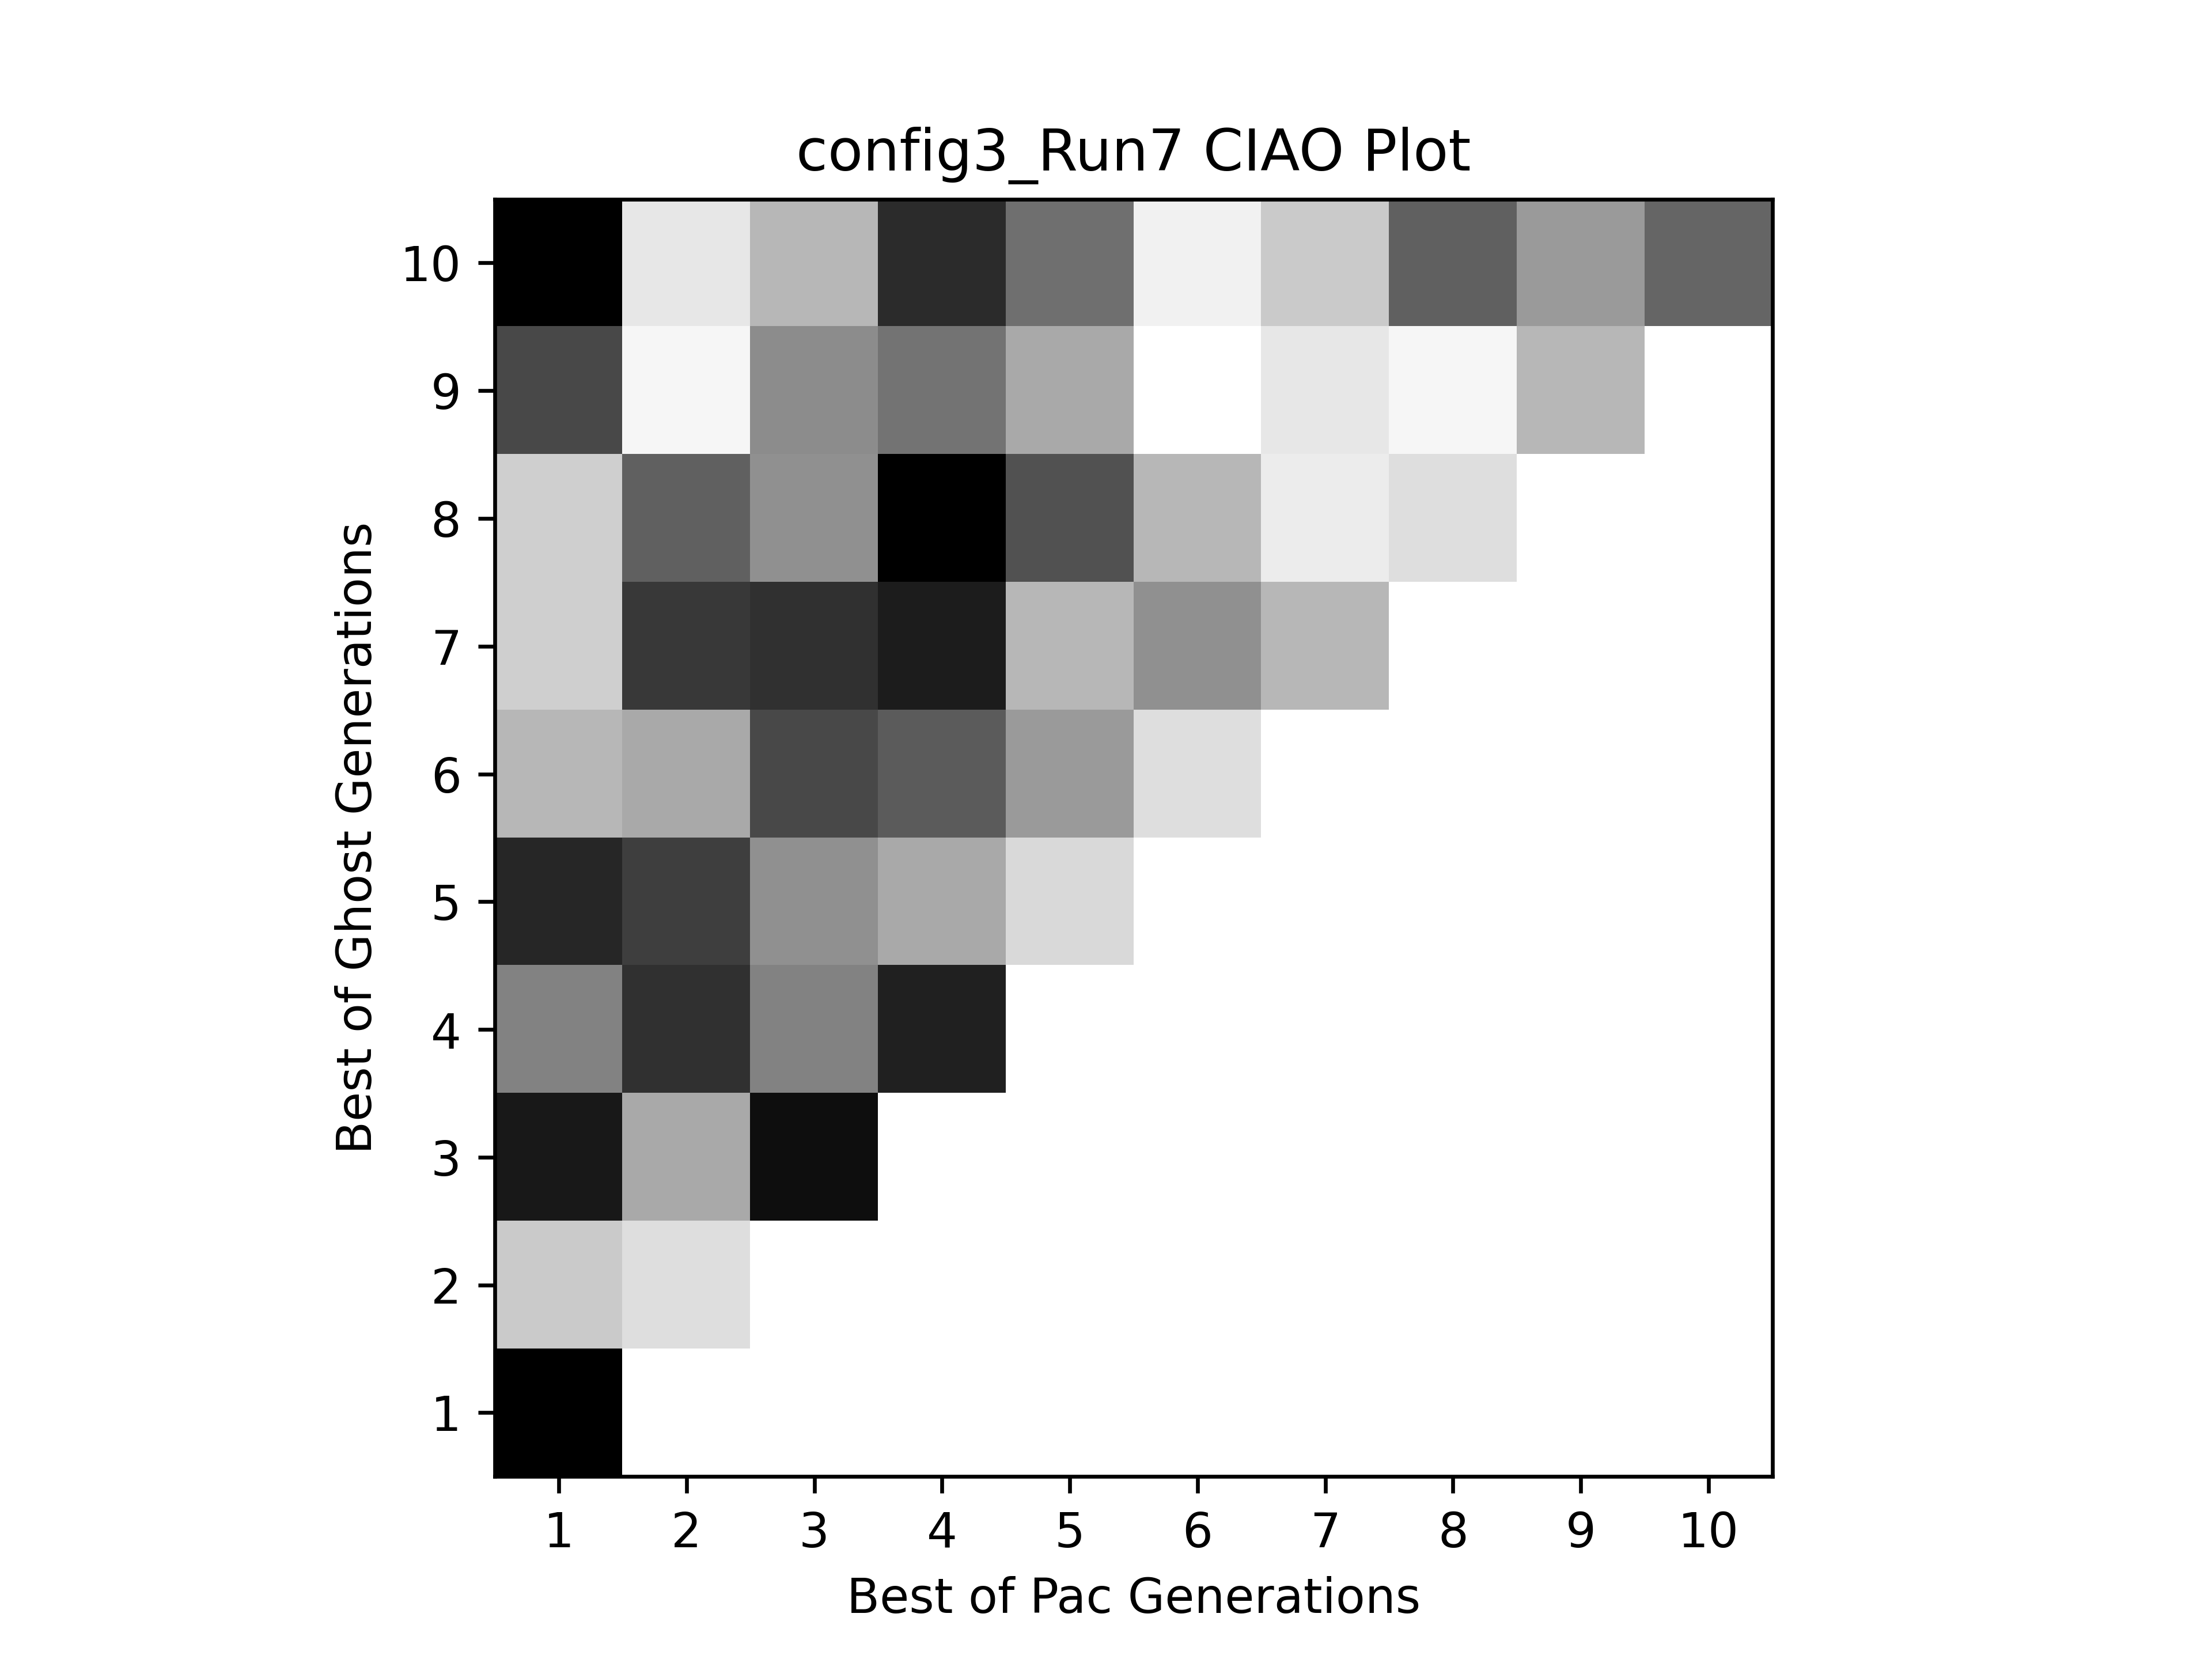 config3_Run7 CIAO Plot
10
9
8
7
6
5
4
3
2
1
Best of Ghost Generations
1 2 3 4 5 6 7 8 9 10
Best of Pac Generations